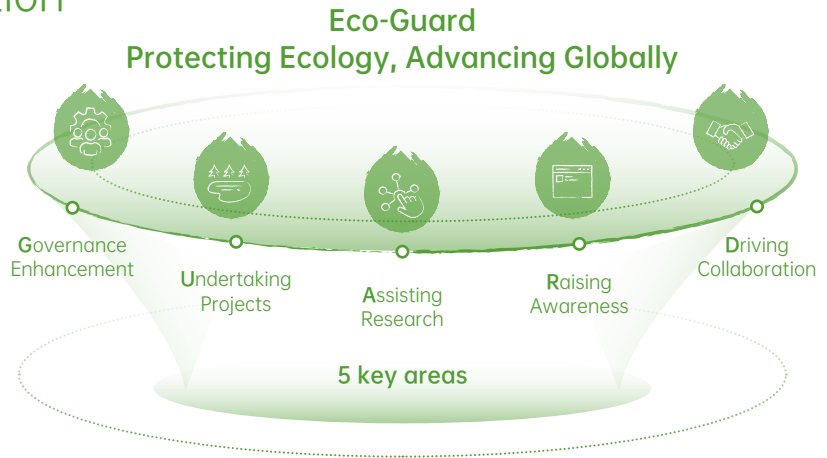 Eco-Guard
Protecting Ecology, Advancing Globally
Governance
Enhancement
Undertaking
Projects
Assisting
Research
Raising
Awareness
Driving
Collaboration
5 key areas